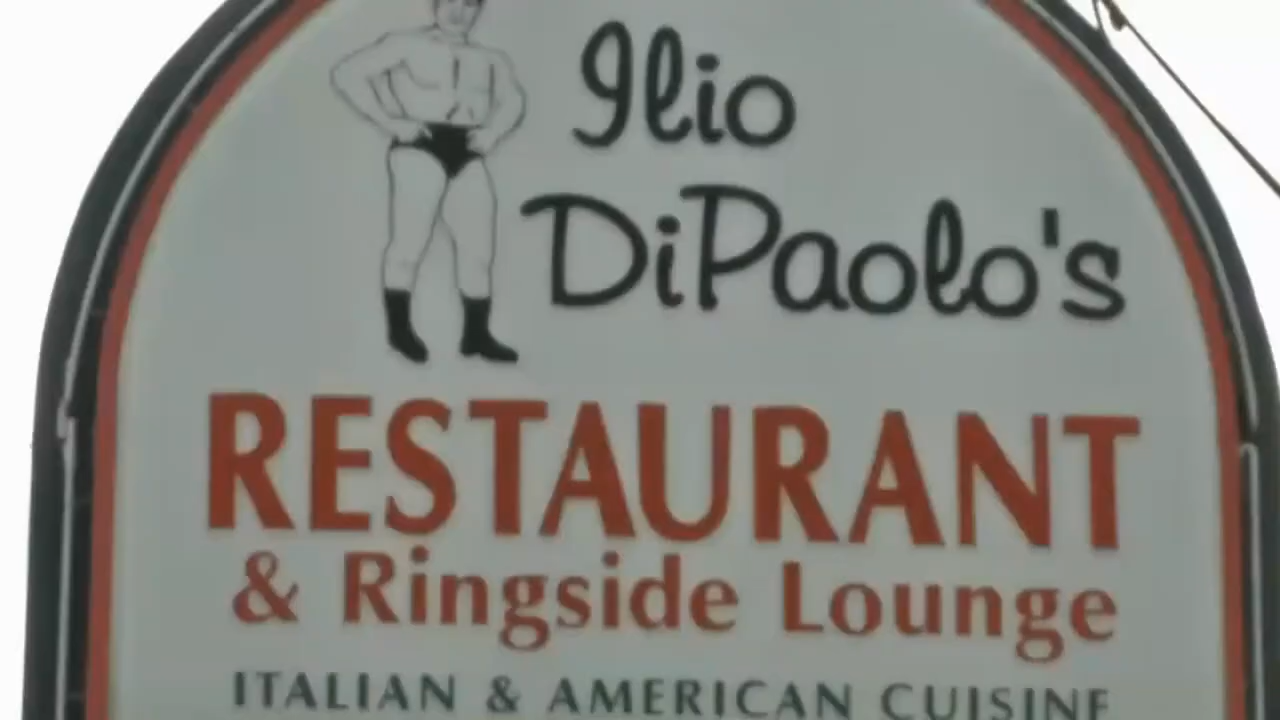 Ilio
DiPaolo's
RESTAURANT
& Ringside Lounge
ITALIAN & AMERICAN CUISINE